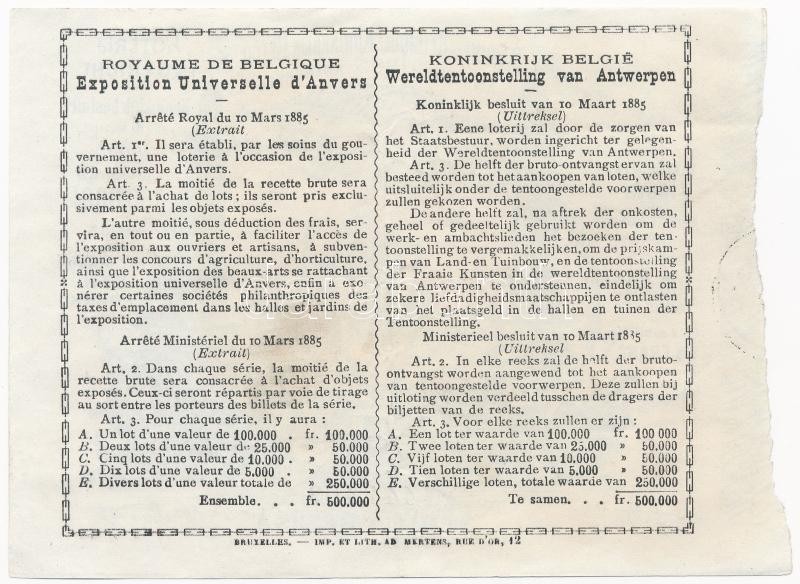 ROYAUME DE BELGIQUE
Exposition Universelle d'Anvers
Arrêté Royal du 10 Mars 1885
(Extrait)
Art. 1er. Il sera établi, par les soins du gou-
vernement, une loterie à l'occasion de l'exposi-
tion universelle d'Anvers.
Art. 3. La moitié de la recette brute sera
consacrée à l'achat de lots ; ils seront pris exclu-
sivement parmi les objets exposés.
L'autre moitié, sous déduction des frais, ser-
vira, en tout ou en partie, à faciliter l'accès de
l'exposition aux ouvriers et artisans, à subven-
tionner les concours d'agriculture, d'horticulture,
ainsi que l'exposition des beaux-arts se rattachant
à l'exposition universelle d'Anvers, enfin à exo-
nérer certaines sociétés philanthropiques des
taxes d'emplacement dans les halles et jardins de
l'exposition.
Arrêté Ministériel du 10 Mars 1885
(Extrait)
Art. 2. Dans chaque série, la moitié de la
recette brute sera consacrée à l'achat d'objets
exposés. Ceux-ci seront répartis par voie de tirage
au sort entre les porteurs des billets de la série.
Art. 3. Pour chaque série, il y aura :
A. Un lot d'une valeur de 100.000 . fr. 100.000
B. Deux lots d'une valeur de 25.000 » 50.000
C. Cinq lots d'une valeur de 10.000 . » 50.000
D. Dix lots d'une valeur de 5.000 . » 50.000
E. Divers lots d'une valeur totale de » 250.000
Ensemble. . . fr. 500.000
KONINKRIJK BELGIË
Wereldtentoonstelling van Antwerpen
Koninklijk besluit van 10 Maart 1885
(Uittreksel)
Art. 1. Eene loterij zal door de zorgen van
het Staatsbestuur, worden ingericht ter gelegen-
heid der Wereldtentoonstelling van Antwerpen.
Art. 3. De helft der bruto-ontvangst ervan zal
besteed worden tot het aankoopen van loten, welke
uitsluitelijk onder de tentoongestelde voorwerpen
zullen gekozen worden.
De andere helft zal, na aftrek der onkosten,
geheel of gedeeltelijk gebruikt worden om de
werk- en ambachtslieden het bezoeken der ten-
toonstelling te vergemakkelijken, om de prijskam-
pen van Land- en Tuinbouw, en de tentoonstelling
der Fraaie Kunsten in de wereldtentoonstelling
van Antwerpen te ondersteunen, eindelijk om
zekere liefdadigheidsmaatschappijen te ontlasten
van het plaatsgeld in de hallen en tuinen der
Tentoonstelling.
Ministerieel besluit van 10 Maart 1885
(Uittreksel
Art. 2. In elke reeks zal de helft der bruto-
ontvangst worden aangewend tot het aankoopen
van tentoongestelde voorwerpen. Deze zullen bij
uitloting worden verdeeld tusschen de dragers der
biljetten van de reeks.
Art. 3. Voor elke reeks zullen er zijn :
A. Een lot ter waarde van 100.000 fr. 100 000
B. Twee loten ter waarde van 25,000 » 50.000
C. Vijf loten ter waarde van 10,000 » 50,000
D. Tien loten ter waarde van 5,000 » 50,000
E. Verschillige loten, totale waarde van 250,000
Te samen. . . fr. 500,000
BRUXELLES. — IMP. ET LITH. AD MERTENS, RUE D'OR, 12